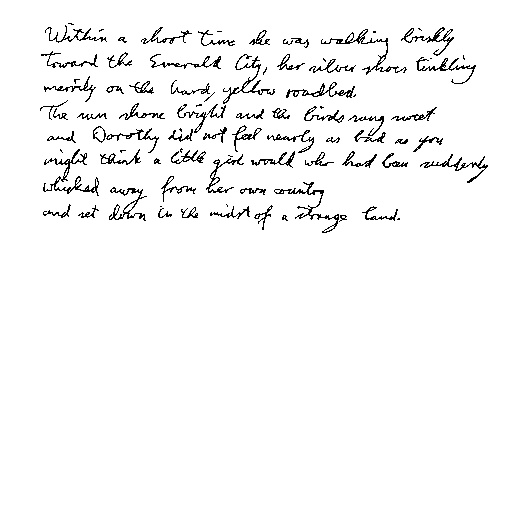 Within a short time she was walking briskly
toward the Emerald City, her silver shoes tinkling
merrily on the hard, yellow roadbed.
The sun shone bright and the birds sang sweet
and Dorothy did not feel nearly as bad as you
might think a little girl would who had been suddenly
whisked away from her own country
and set down in the midst of a strange land.